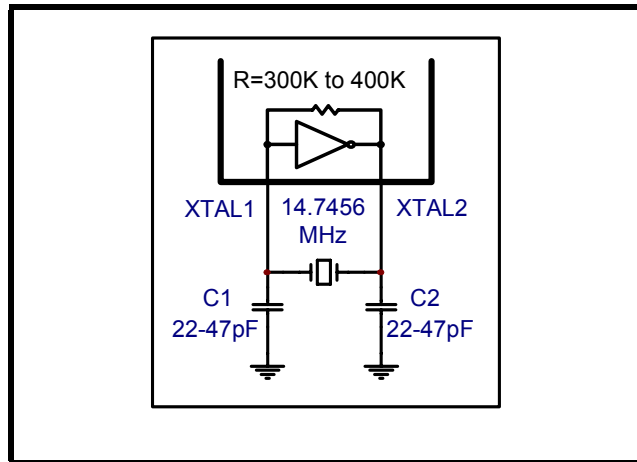 R=300K to 400K
XTAL1
14.7456
MHz
XTAL2
C1
22-47pF
C2
22-47pF